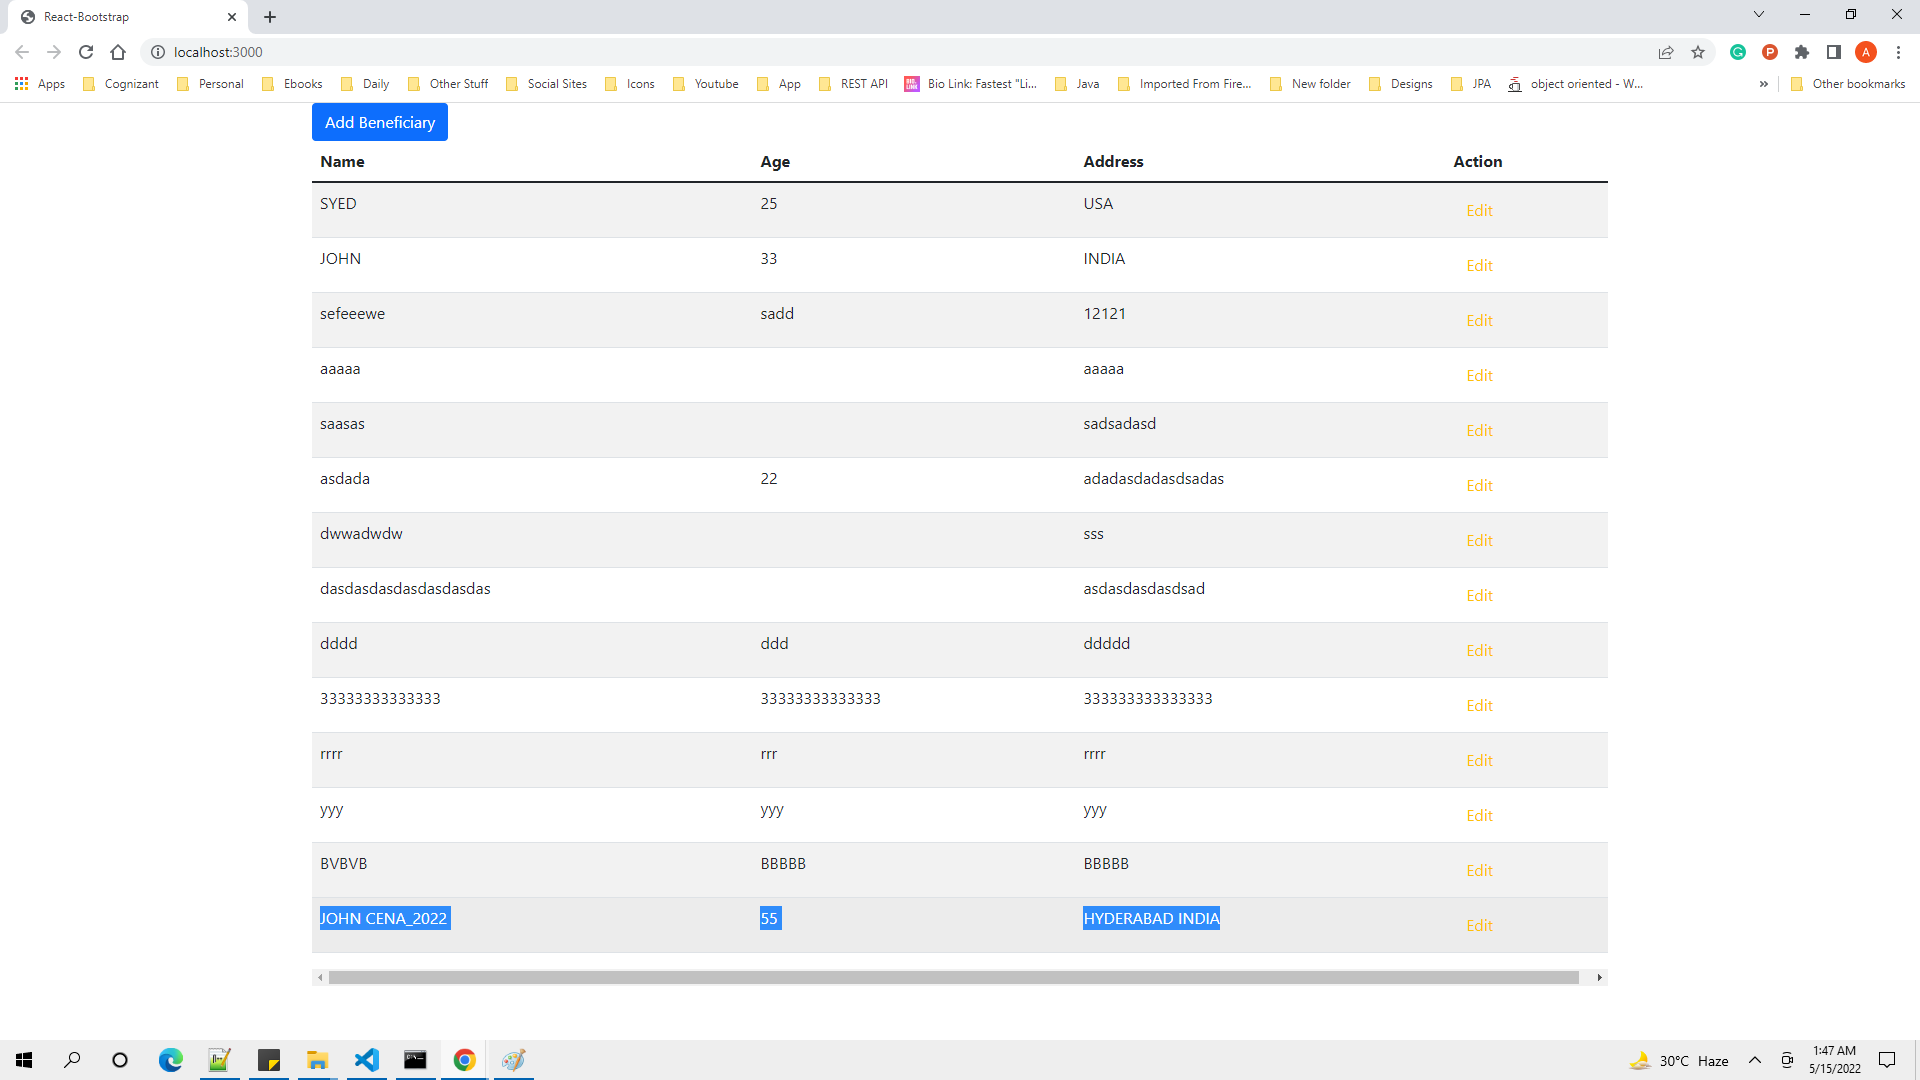 React-Bootstrap
localhost:3000
Apps Cognizant Personal Ebooks Daily Other Stuff Social Sites Icons Youtube App REST API Bio Link: Fastest "Li... Java Imported From Fire... New folder Designs JPA object oriented - W... » Other bookmarks
Add Beneficiary
Name Age Address Action
SYED 25 USA Edit
JOHN 33 INDIA Edit
sefeeewe sadd 12121 Edit
aaaaa aaaaa Edit
saasas sadsadasd Edit
asdada 22 adadasdadasdsadas Edit
dwwadwdw sss Edit
dasdasdasdasdasdasdas asdasdasdasdsad Edit
dddd ddd ddddd Edit
33333333333333 33333333333333 333333333333333 Edit
rrrr rrr rrrr Edit
yyy yyy yyy Edit
BVBVB BBBBB BBBBB Edit
JOHN CENA_2022 55 HYDERABAD INDIA Edit
30°C Haze 1:47 AM
5/15/2022